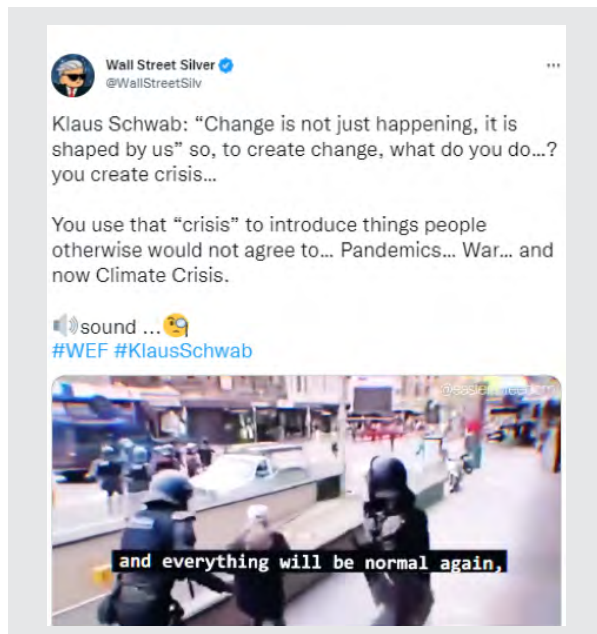 Wall Street Silver
@WallStreetSilv
Klaus Schwab: “Change is not just happening, it is
shaped by us” so, to create change, what do you do...?
you create crisis...
You use that “crisis” to introduce things people
otherwise would not agree to... Pandemics... War... and
now Climate Crisis.
sound ...
#WEF #KlausSchwab
and everything will be normal again,